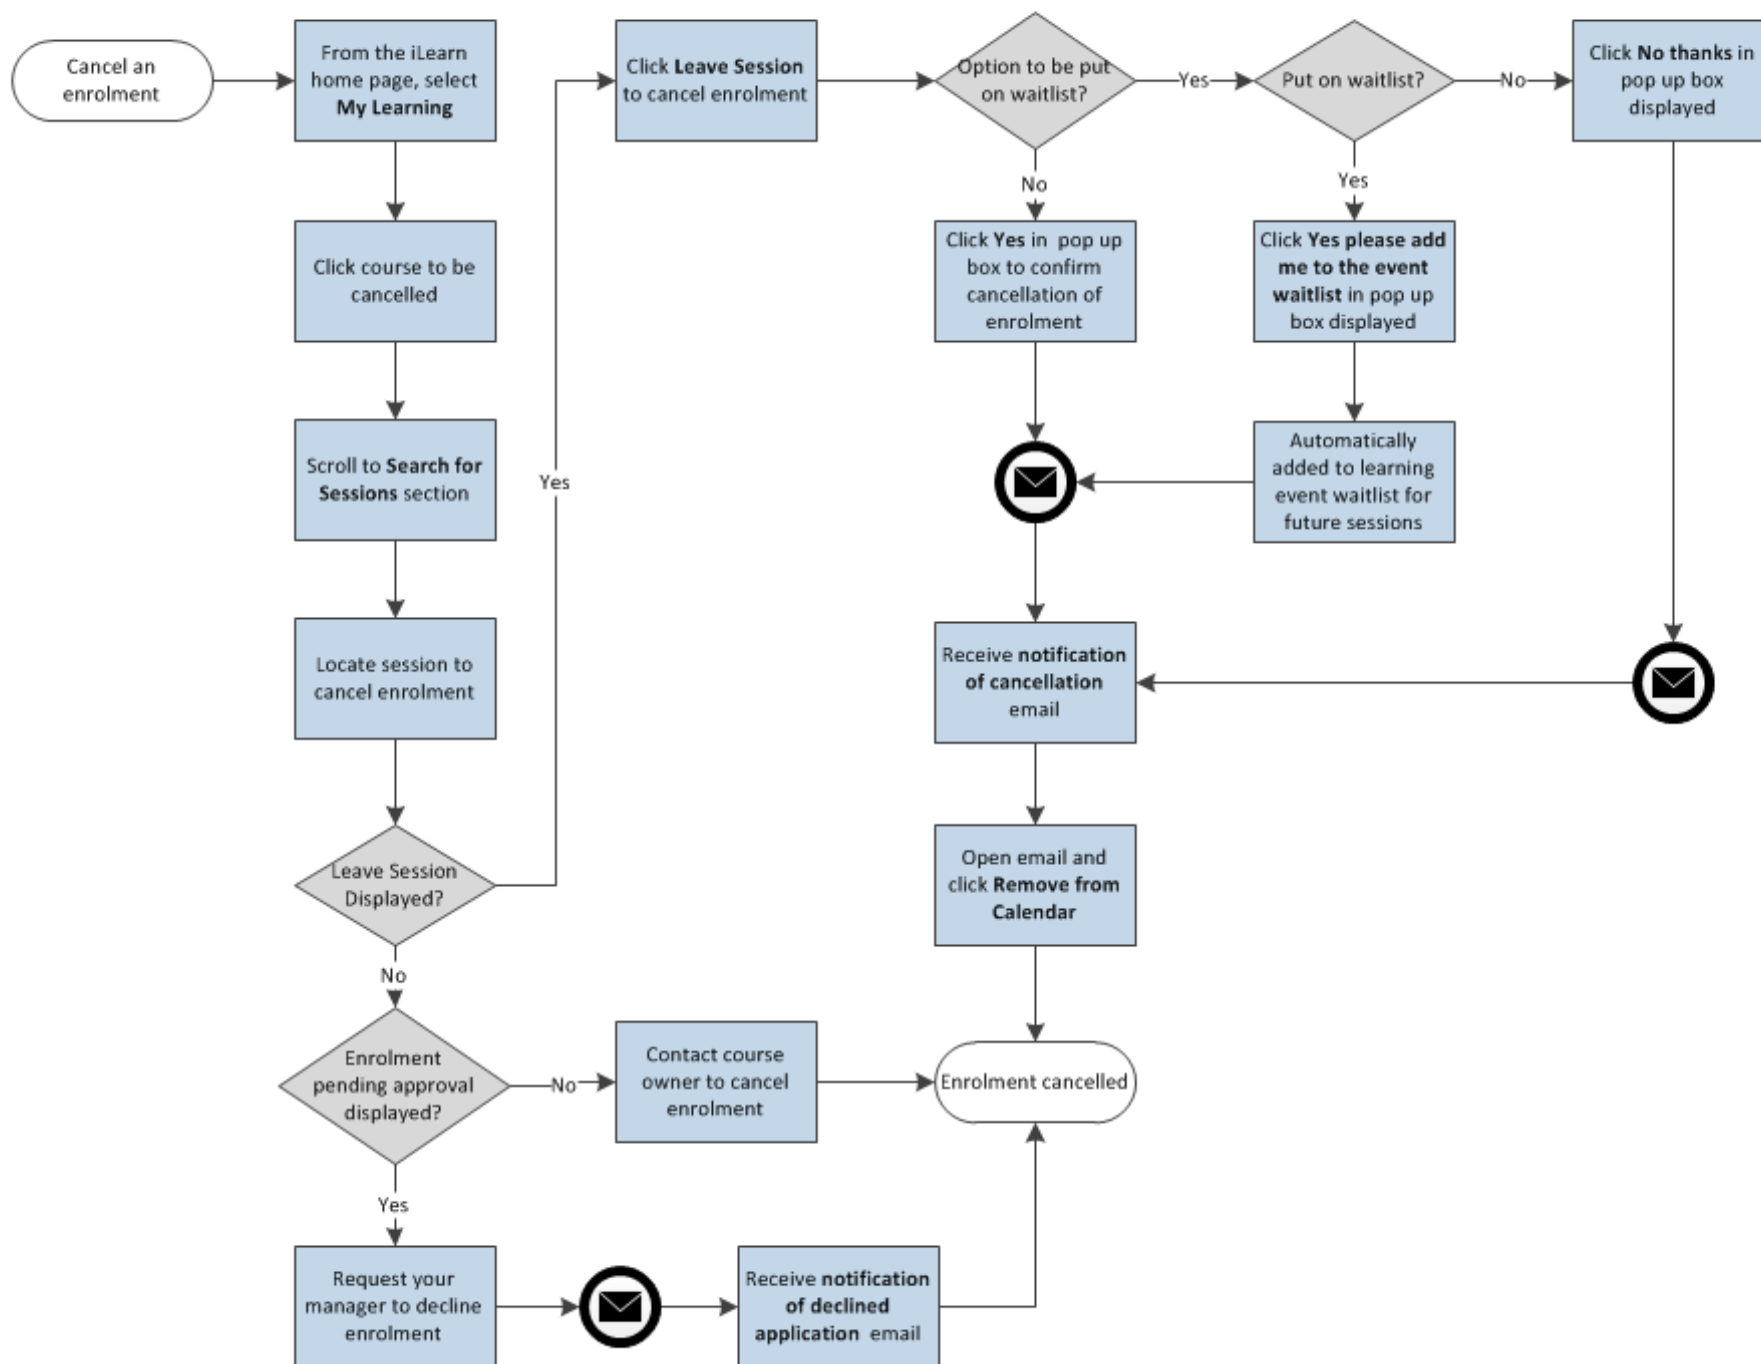 Cancel an
enrolment
From the iLearn
home page, select
My Learning
Click course to be
cancelled
Scroll to Search for
Sessions section
Locate session to
cancel enrolment
Leave Session
Displayed?
Yes
No
Click Leave Session
to cancel enrolment
Option to be put
on waitlist?
Yes
No
Put on waitlist?
No
Yes
Click No thanks in
pop up box
displayed
Click Yes in pop up
box to confirm
cancellation of
enrolment
Click Yes please add
me to the event
waitlist in pop up
box displayed
Automatically
added to learning
event waitlist for
future sessions
Receive notification
of cancellation
email
Open email and
click Remove from
Calendar
Enrolment
pending approval
displayed?
No
Yes
Contact course
owner to cancel
enrolment
Enrolment cancelled
Request your
manager to decline
enrolment
Receive notification
of declined
application email